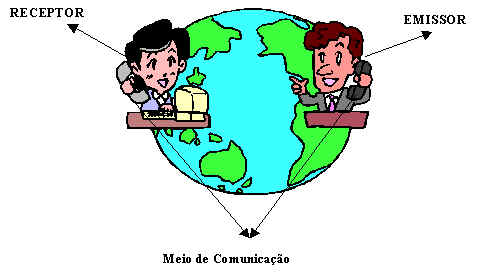 RECEPTOR
EMISSOR
Meio de Comunicação